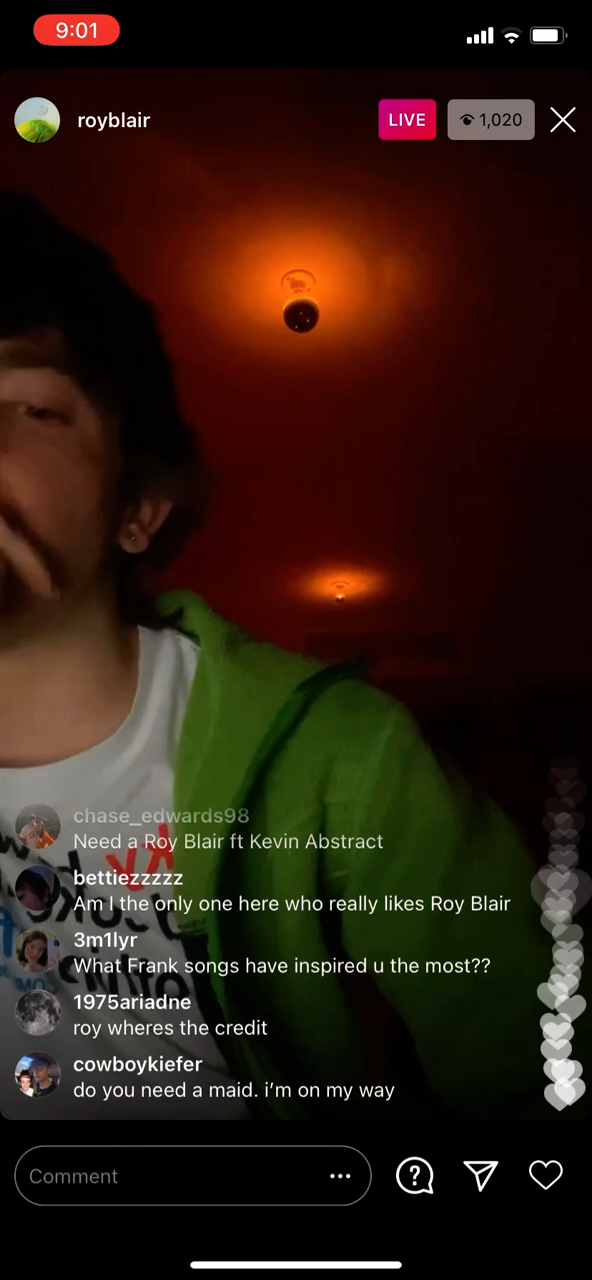 9:01
royblair
LIVE
1,020
chase_edwards98
Need a Roy Blair ft Kevin Abstract
bettiezzzzz
Am I the only one here who really likes Roy Blair
3m1lyr
What Frank songs have inspired u the most??
1975ariadne
roy wheres the credit
cowboykiefer
do you need a maid. i’m on my way
Comment